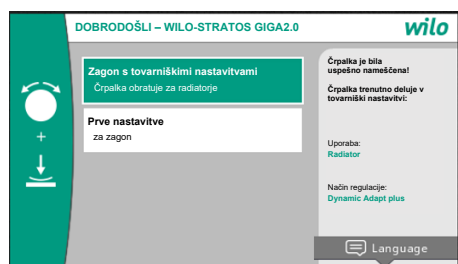 DOBRODOŠLI – WILO-STRATOS GIGA2.0
wilo
Zagon s tovarniškimi nastavitvami
Črpalka obratuje za radiatorje
Prve nastavitve
za zagon
+
Črpalka je bila
uspešno nameščena!
Črpalka trenutno deluje v
tovarniški nastavitvi:
Uporaba:
Radiator
Način regulacije:
Dynamic Adapt plus
Language